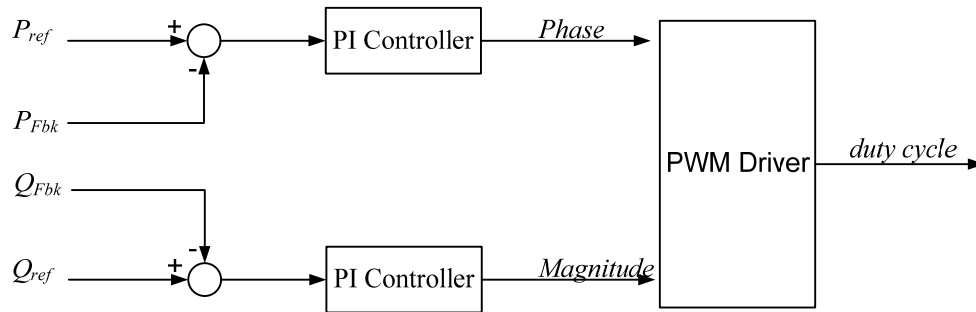 P_ref
+
PI Controller
Phase
-
P_Fbk
PWM Driver
duty cycle
Q_Fbk
-
+
Q_ref
PI Controller
Magnitude